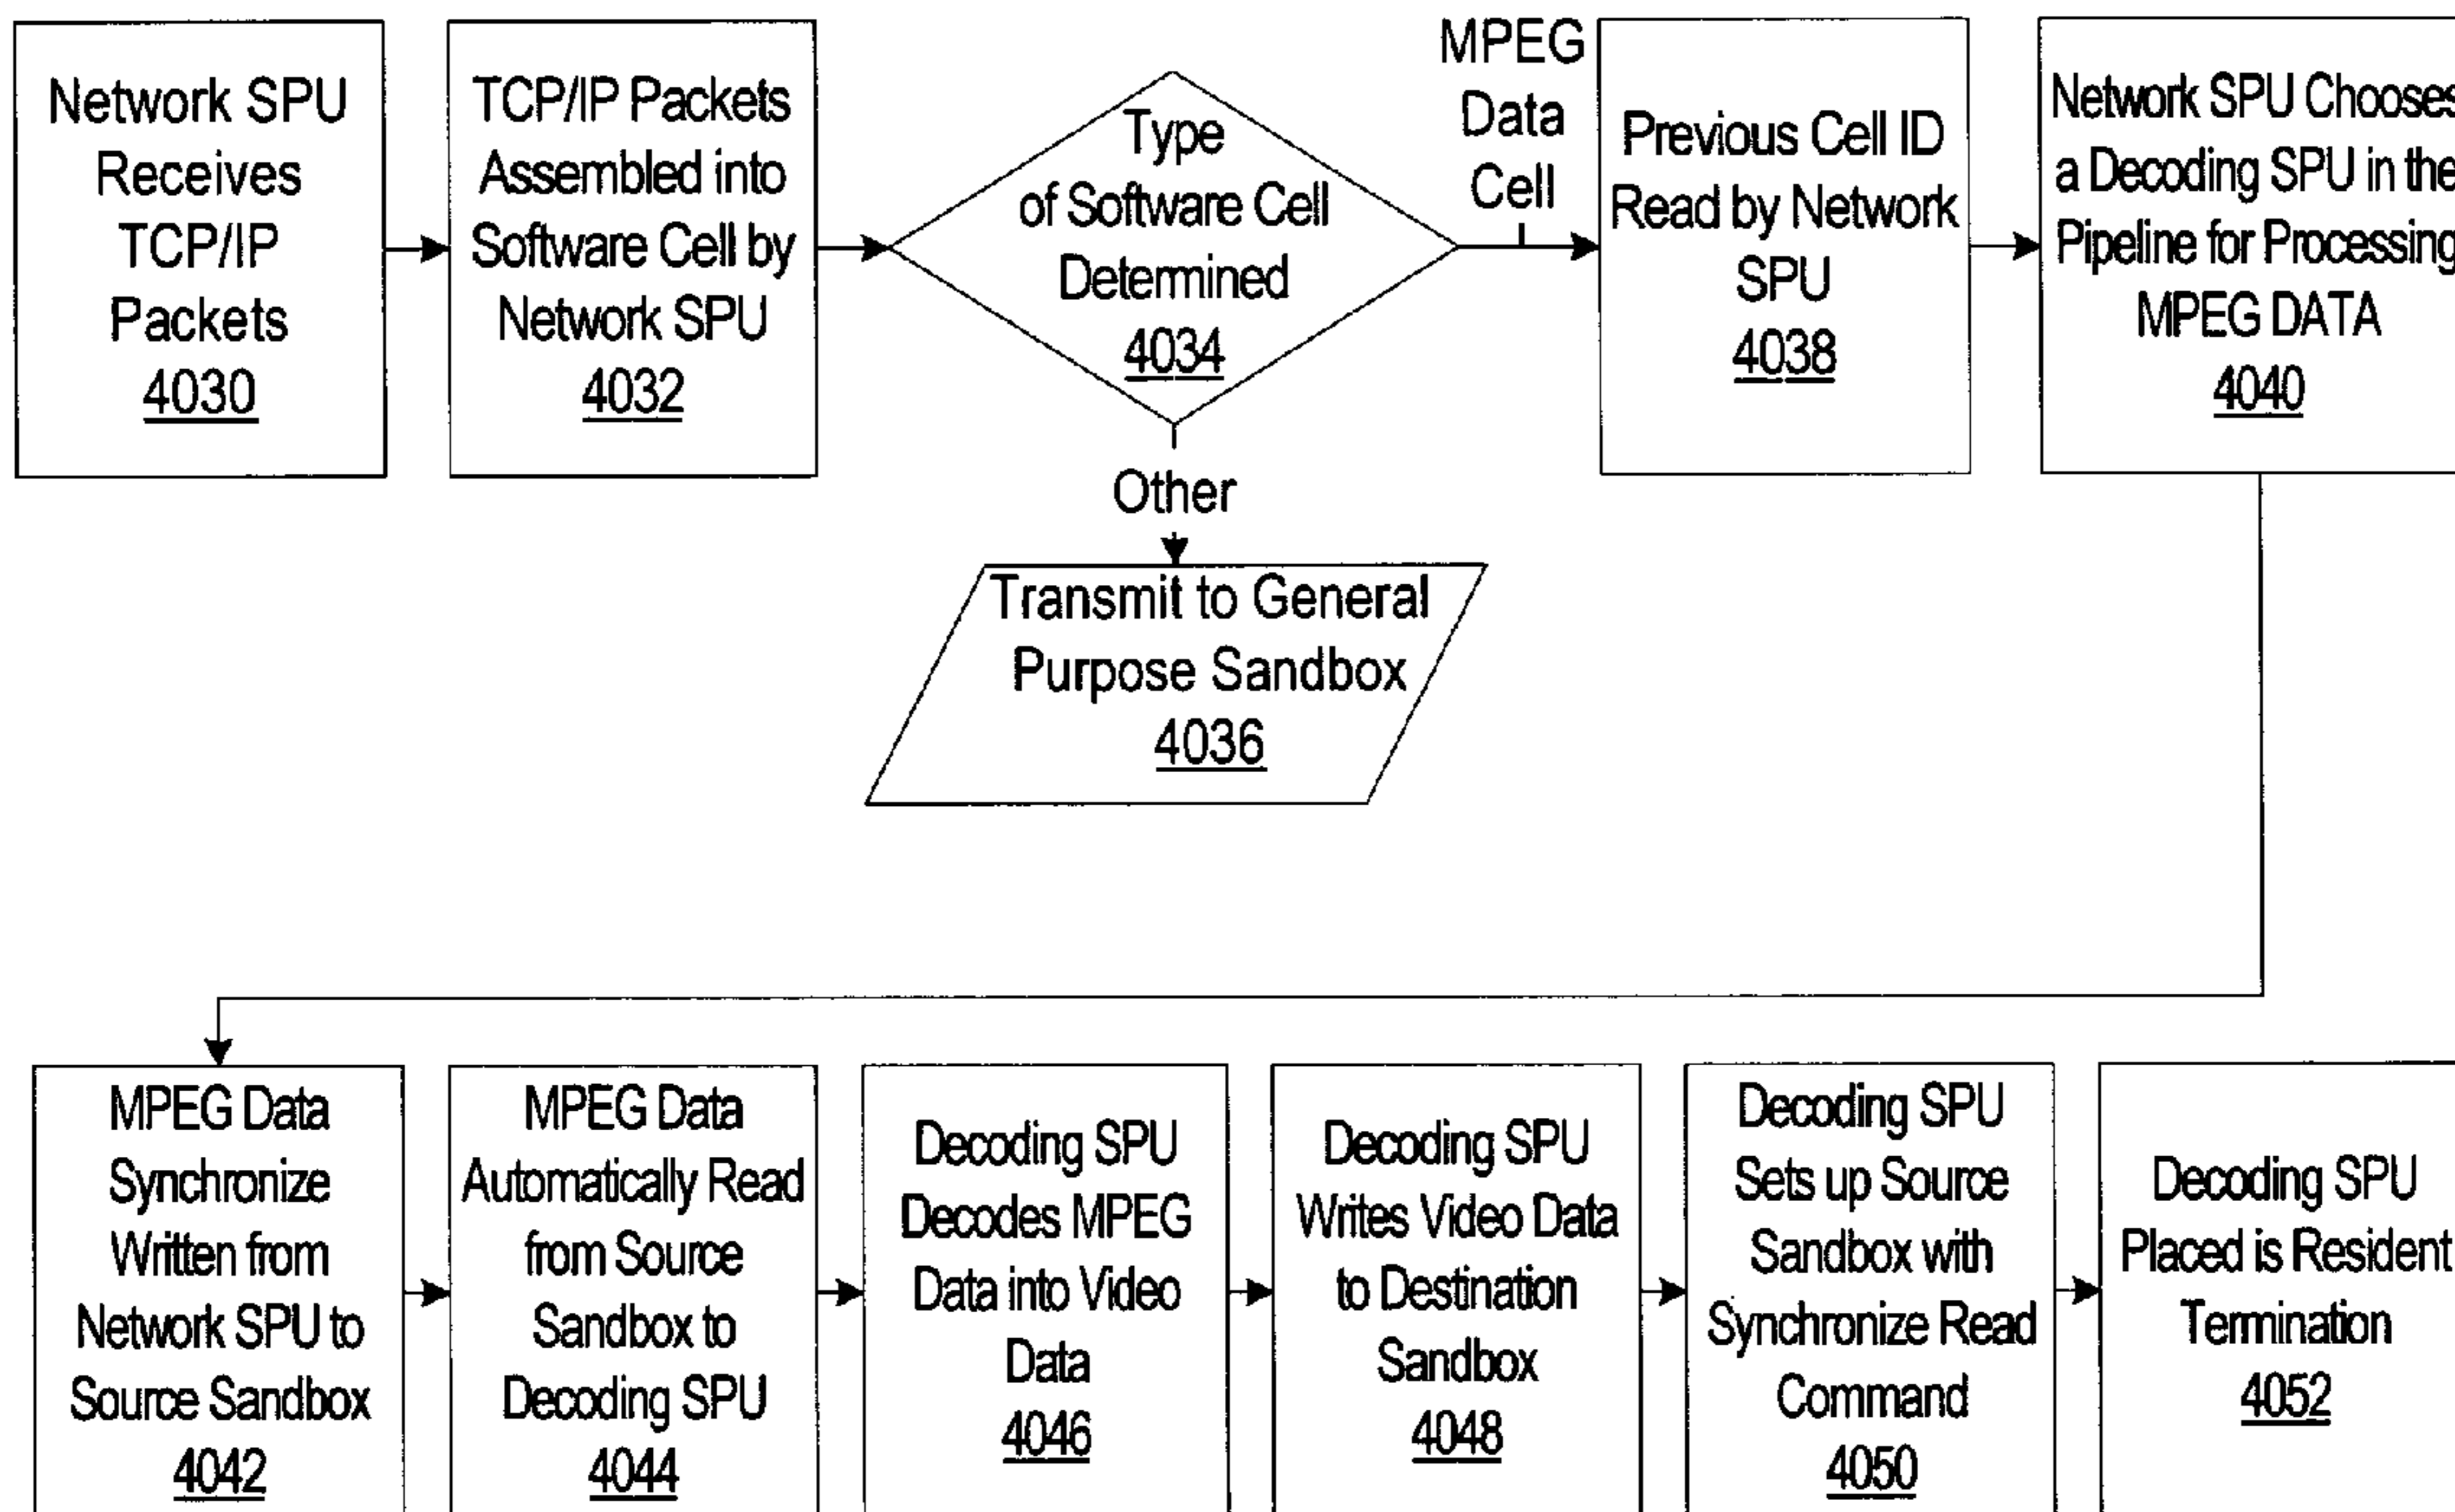 Network SPU
Receives
TCP/IP
Packets
4030
TCP/IP Packets
Assembled into
Software Cell by
Network SPU
4032
Type
of Software Cell
Determined
4034
MPEG
Data
Cell
Previous Cell ID
Read by Network
SPU
4038
Network SPU Chooses
a Decoding SPU in the
Pipeline for Processing
MPEG DATA
4040
Other
Transmit to General
Purpose Sandbox
4036
MPEG Data
Synchronize
Written from
Network SPU to
Source Sandbox
4042
MPEG Data
Automatically Read
from Source
Sandbox to
Decoding SPU
4044
Decoding SPU
Decodes MPEG
Data into Video
Data
4046
Decoding SPU
Writes Video Data
to Destination
Sandbox
4048
Decoding SPU
Sets up Source
Sandbox with
Synchronize Read
Command
4050
Decoding SPU
Placed is Resident
Termination
4052